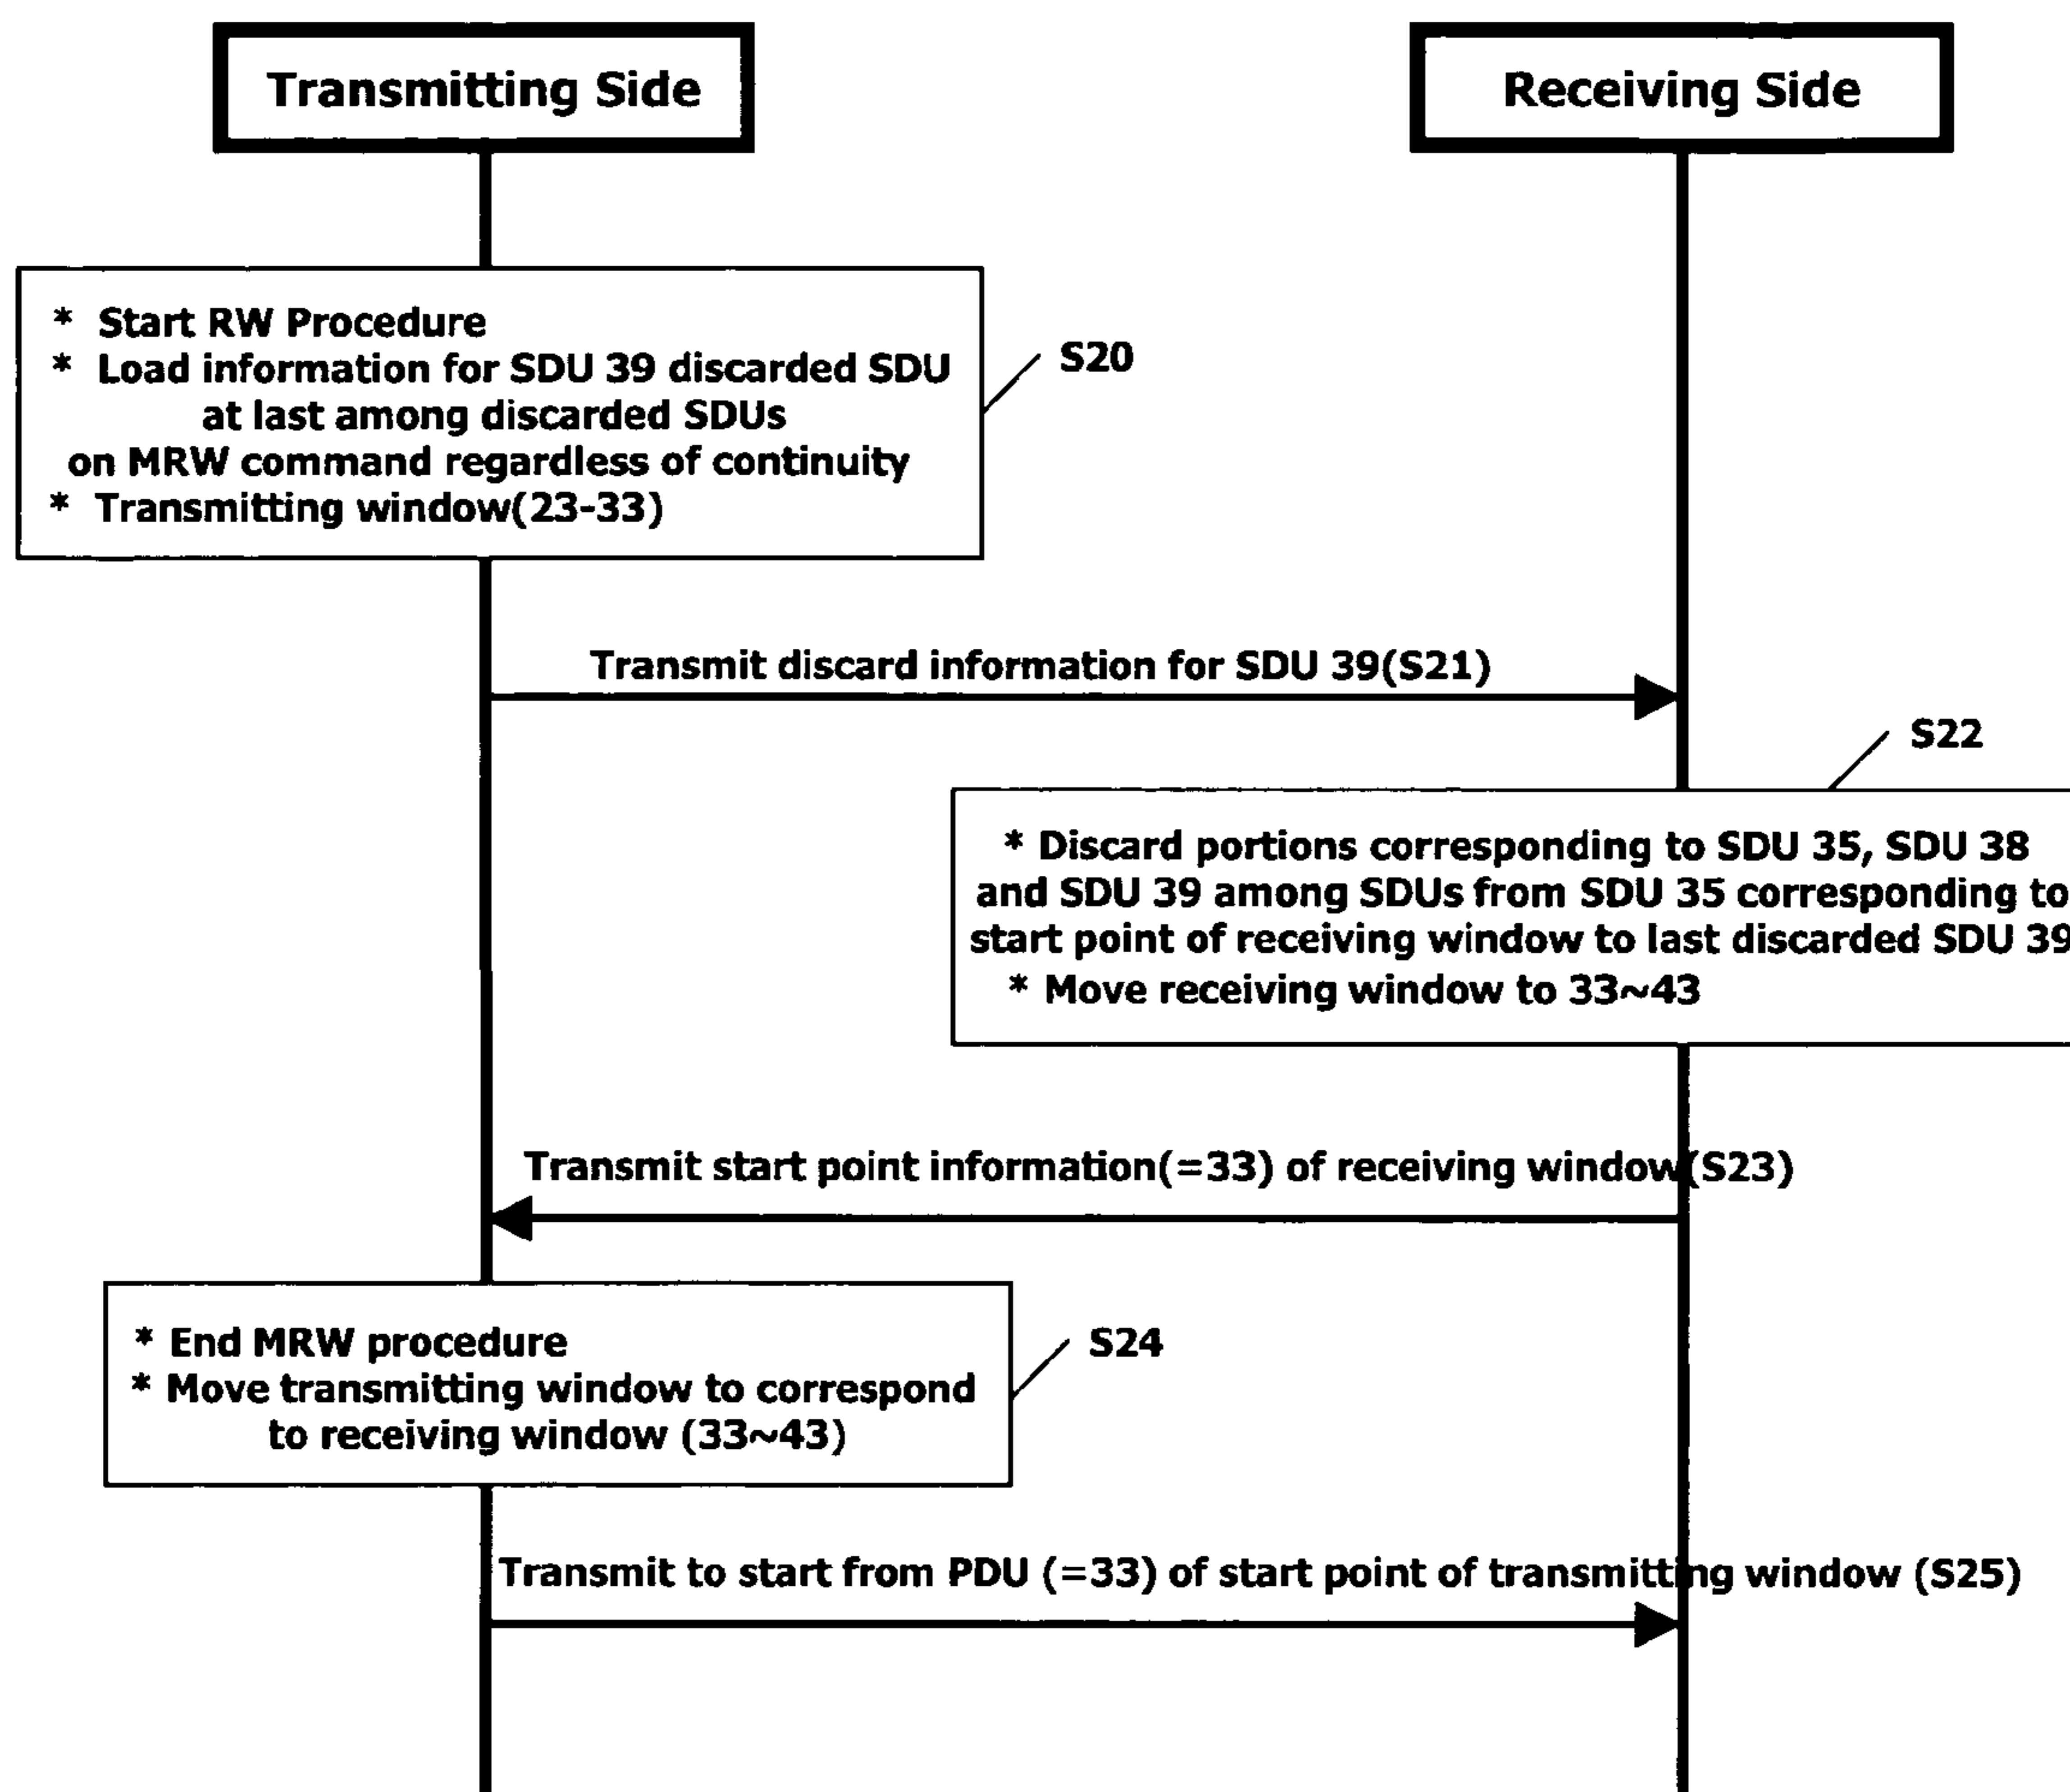 Transmitting Side
Receiving Side
* Start RW Procedure
* Load information for SDU 39 discarded SDU
at last among discarded SDUs
on MRW command regardless of continuity
* Transmitting window(23-33)
S20
Transmit discard information for SDU 39(S21)
S22
* Discard portions corresponding to SDU 35, SDU 38
and SDU 39 among SDUs from SDU 35 corresponding to
start point of receiving window to last discarded SDU 39
* Move receiving window to 33~43
Transmit start point information(=33) of receiving window(S23)
* End MRW procedure
* Move transmitting window to correspond
to receiving window (33~43)
S24
Transmit to start from PDU (=33) of start point of transmitting window (S25)